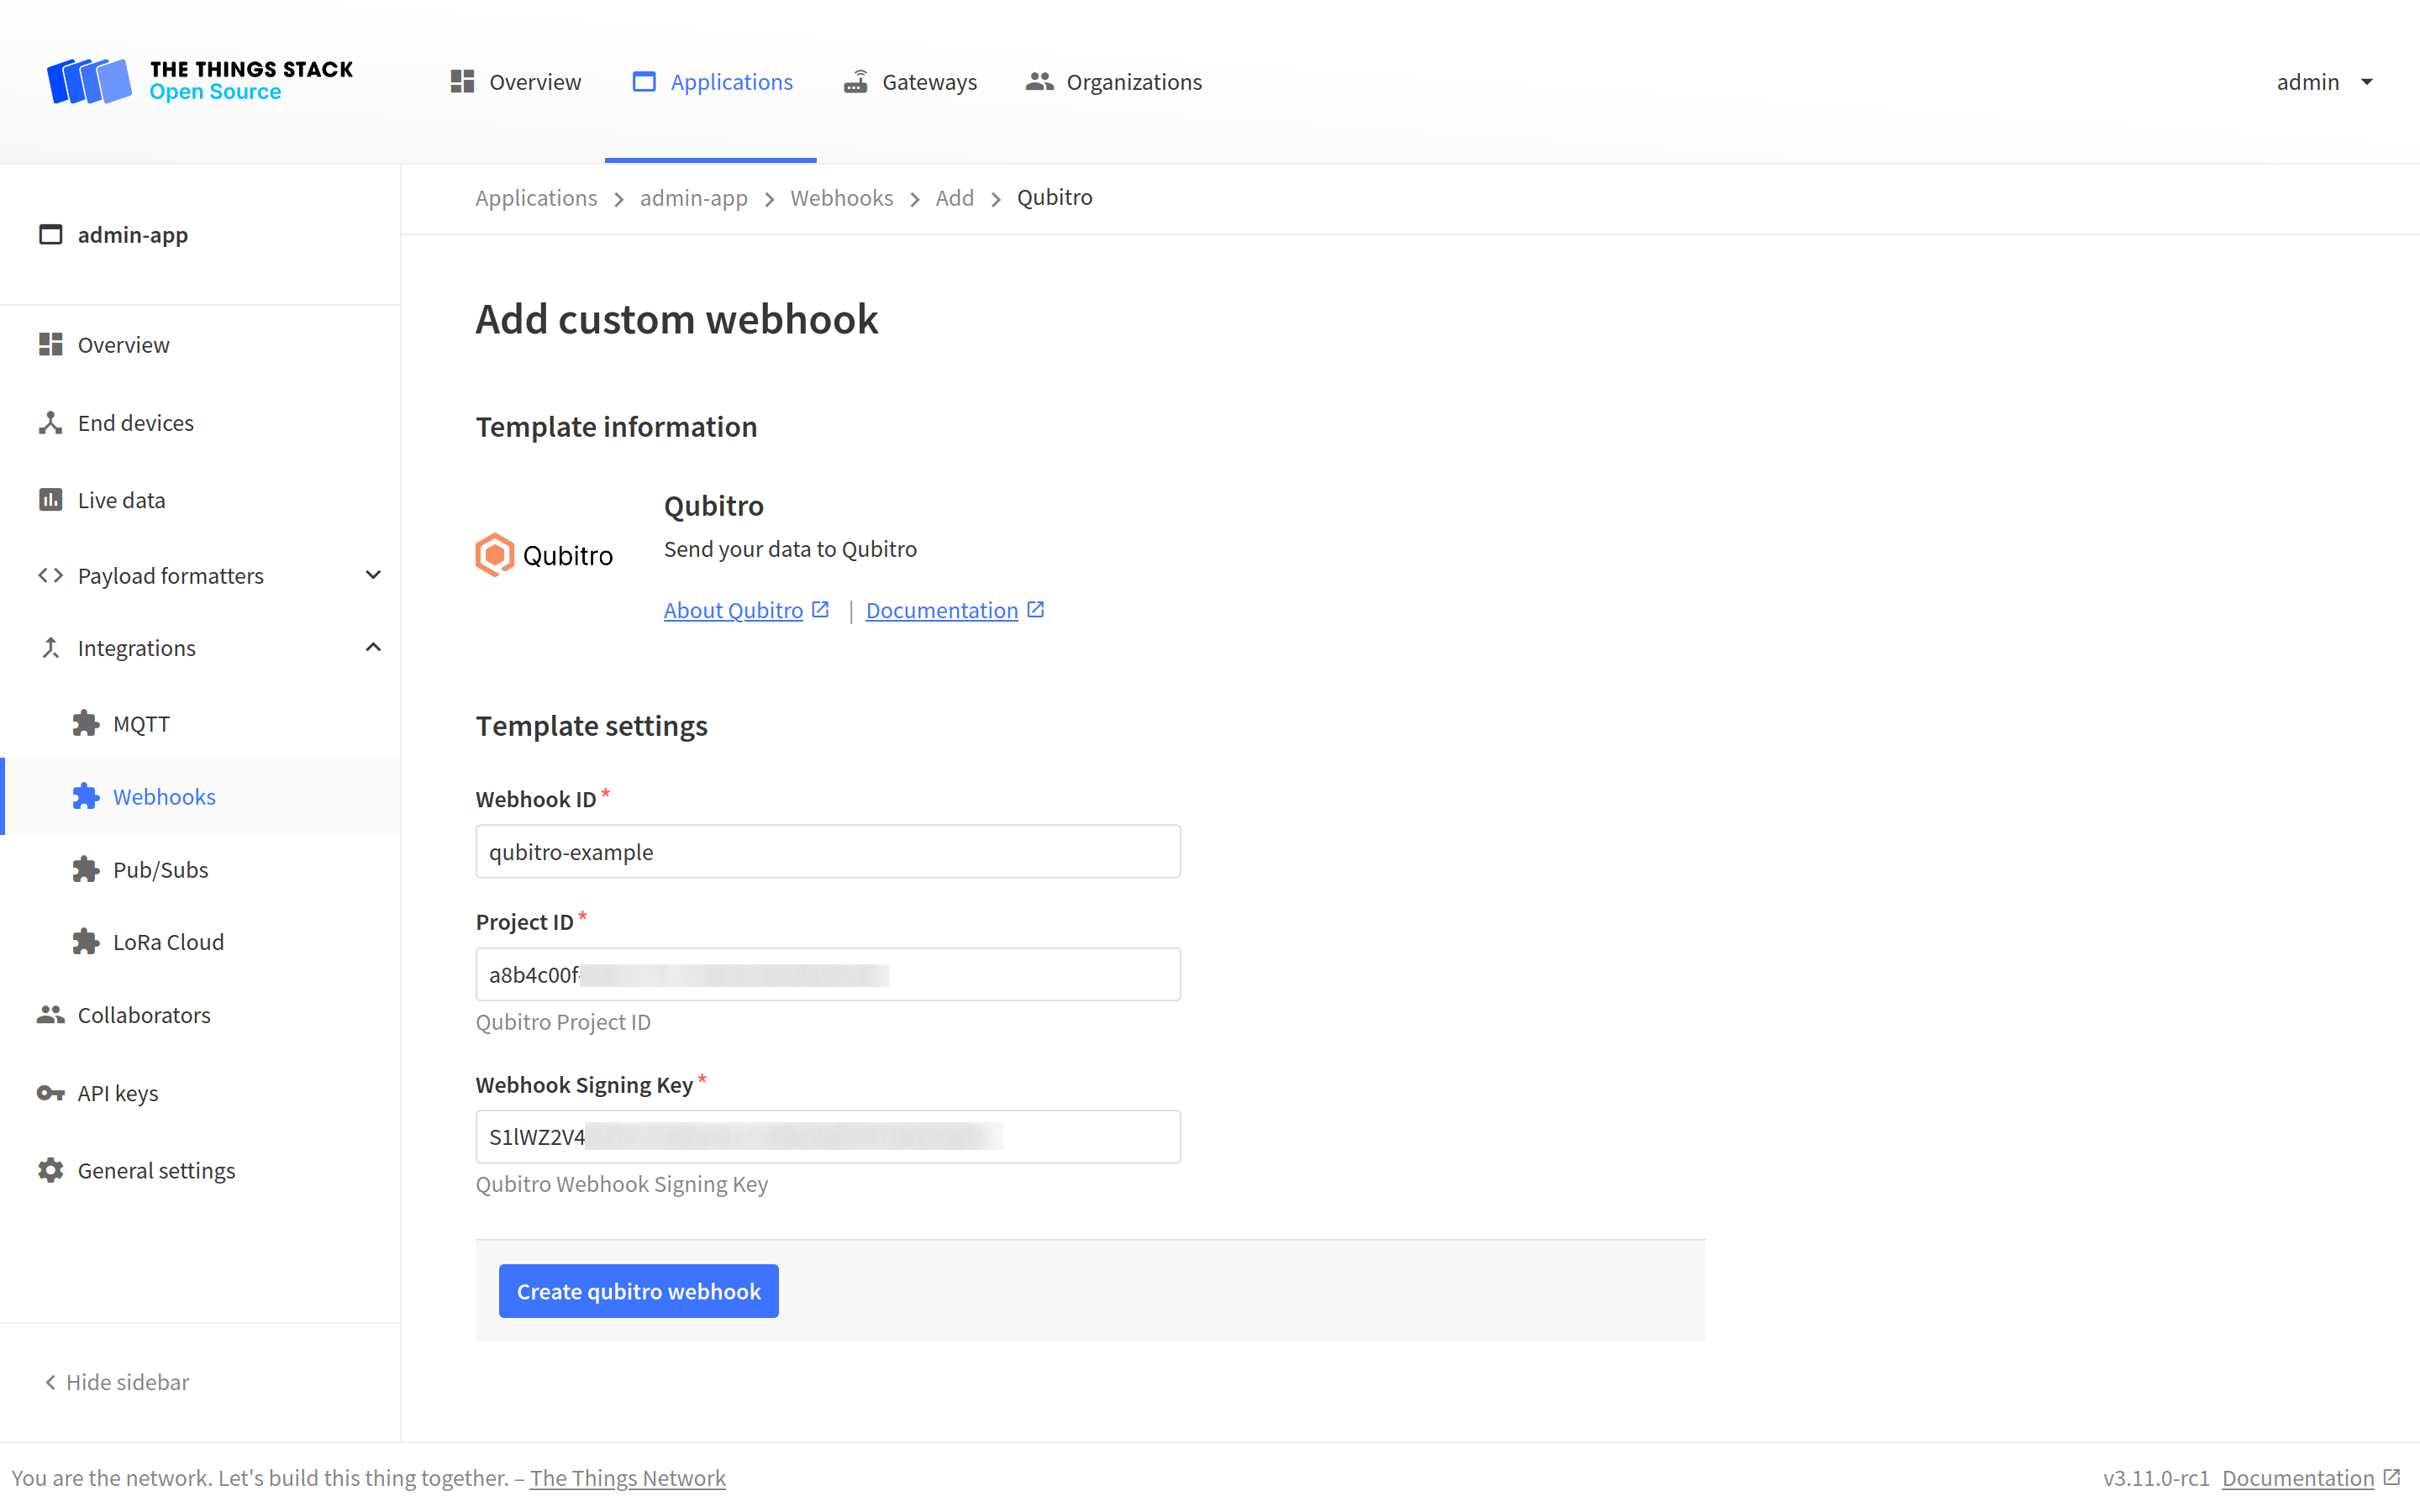 THE THINGS STACK
Open Source
Overview
Applications
Gateways
Organizations
admin
admin-app
Overview
End devices
Live data
Payload formatters
Integrations
MQTT
Webhooks
Pub/Subs
LoRa Cloud
Collaborators
API keys
General settings
Hide sidebar
Applications > admin-app > Webhooks > Add > Qubitro
Add custom webhook
Template information
Qubitro
Qubitro
Send your data to Qubitro
About Qubitro | Documentation
Template settings
Webhook ID *
qubitro-example
Project ID *
a8b4c00f
Qubitro Project ID
Webhook Signing Key *
S1lWZ2V4
Qubitro Webhook Signing Key
Create qubitro webhook
You are the network. Let's build this thing together. – The Things Network
v3.11.0-rc1 Documentation